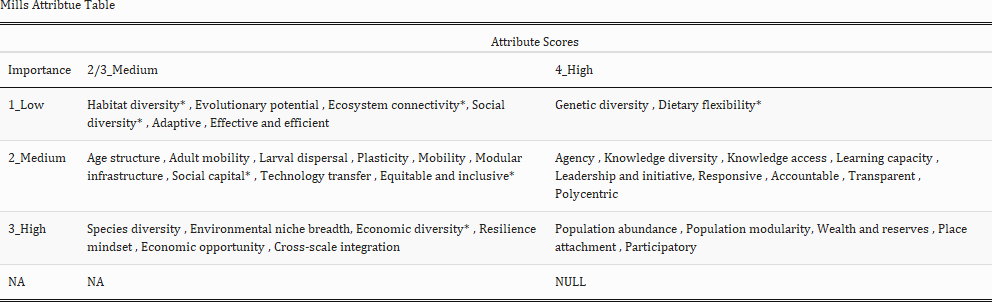 Mills Attribtue Table
Attribute Scores
Importance 2/3_Medium 4_High
1_Low Habitat diversity* , Evolutionary potential , Ecosystem connectivity*, Social Genetic diversity , Dietary flexibility*
diversity* , Adaptive , Effective and efficient
2_Medium Age structure , Adult mobility , Larval dispersal , Plasticity , Mobility , Modular Agency , Knowledge diversity , Knowledge access , Learning capacity ,
infrastructure , Social capital* , Technology transfer , Equitable and inclusive* Leadership and initiative, Responsive , Accountable , Transparent ,
Polycentric
3_High Species diversity , Environmental niche breadth, Economic diversity* , Resilience Population abundance , Population modularity, Wealth and reserves , Place
mindset , Economic opportunity , Cross-scale integration attachment , Participatory
NA NA NULL